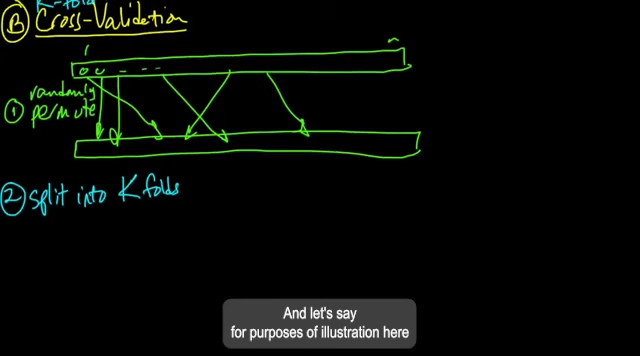 K-fold
Ⓑ Cross-Validation
1 n
① randomly
permute
② split into K folds
And let's say
for purposes of illustration here